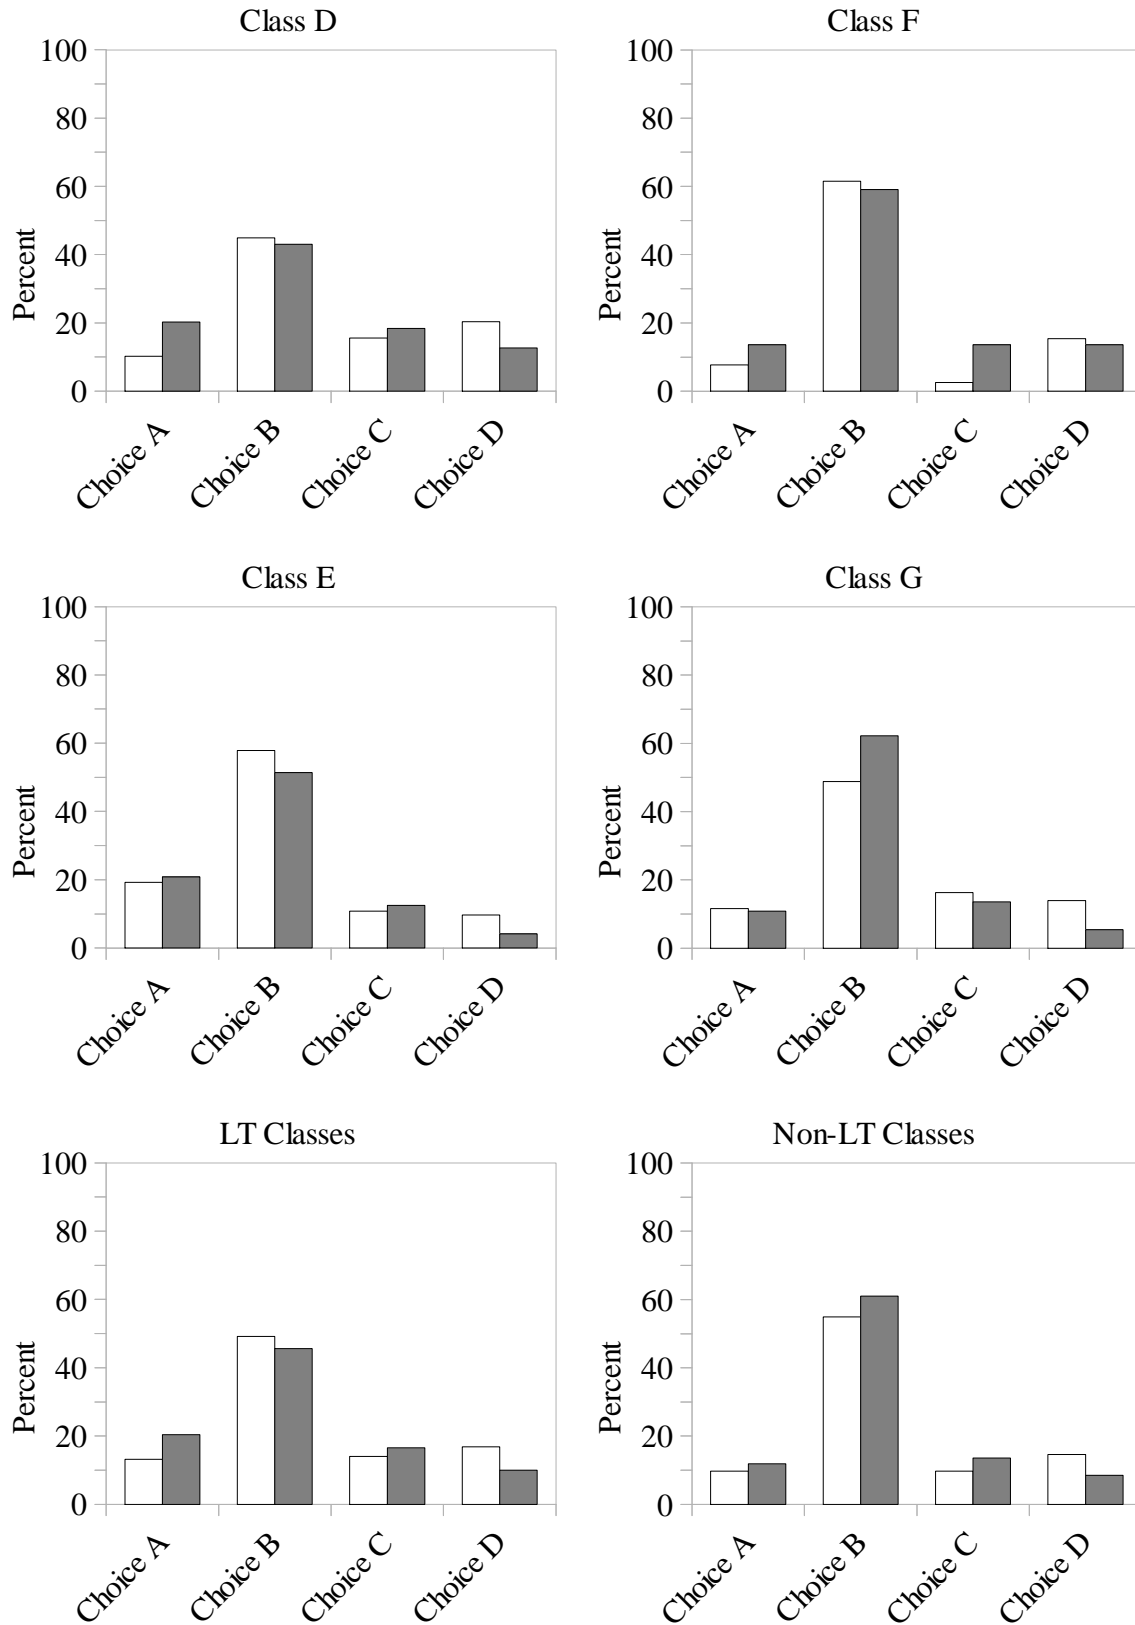 Class D
100
80
60
40
20
0
Percent
Choice A
Choice B
Choice C
Choice D
Class F
100
80
60
40
20
0
Percent
Choice A
Choice B
Choice C
Choice D
Class E
100
80
60
40
20
0
Percent
Choice A
Choice B
Choice C
Choice D
Class G
100
80
60
40
20
0
Percent
Choice A
Choice B
Choice C
Choice D
LT Classes
100
80
60
40
20
0
Percent
Choice A
Choice B
Choice C
Choice D
Non-LT Classes
100
80
60
40
20
0
Percent
Choice A
Choice B
Choice C
Choice D